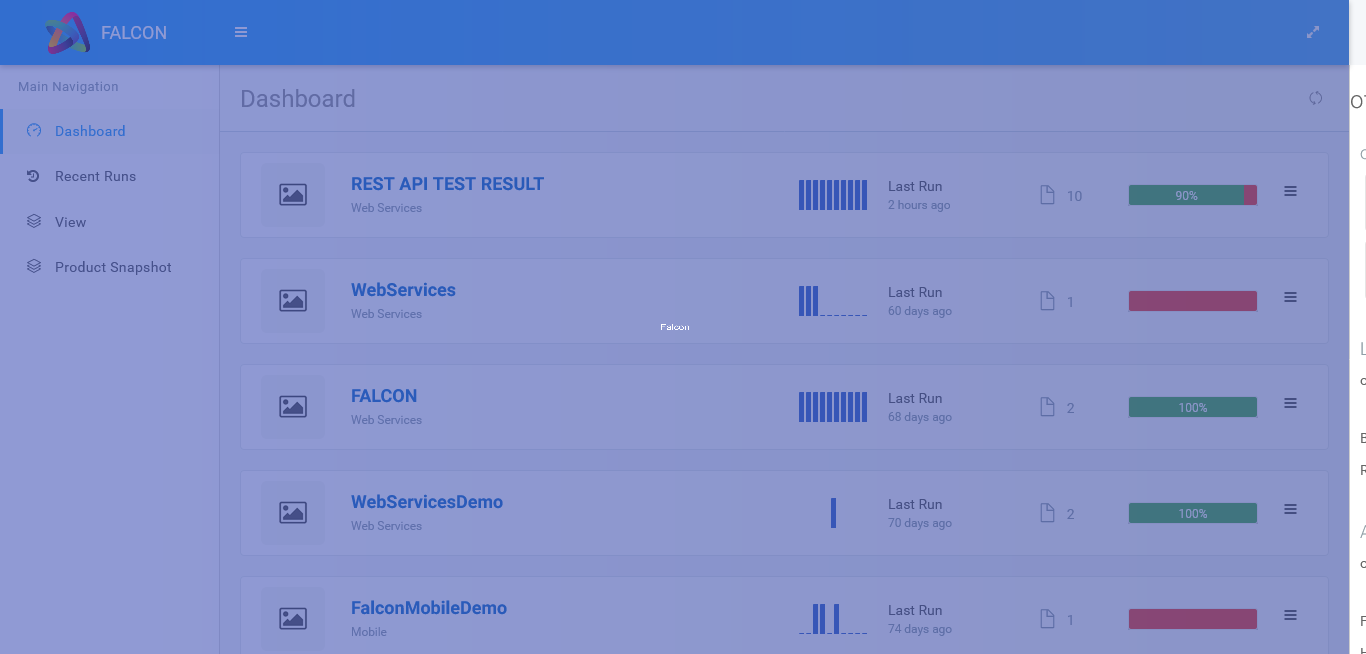 FALCON
Main Navigation
Dashboard
Recent Runs
View
Product Snapshot
Dashboard
REST API TEST RESULT
Web Services
Last Run
2 hours ago
10
90%
WebServices
Web Services
Last Run
60 days ago
1
Falcon
FALCON
Web Services
Last Run
68 days ago
2
100%
WebServicesDemo
Web Services
Last Run
70 days ago
2
100%
FalconMobileDemo
Mobile
Last Run
74 days ago
1